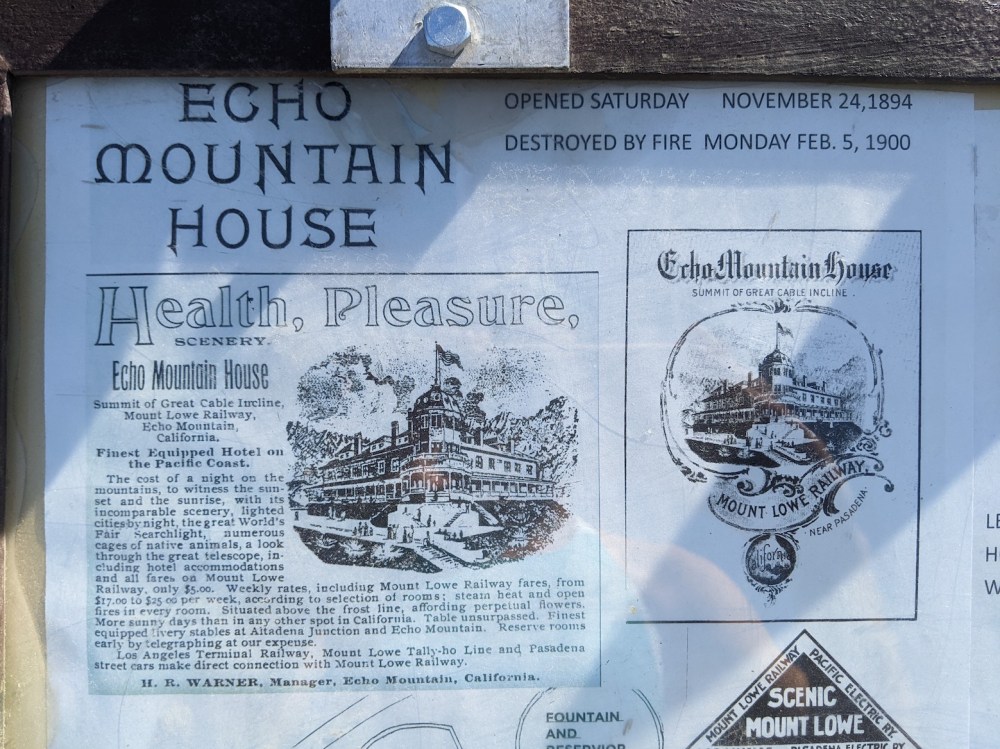 ECHO
MOUNTAIN
HOUSE
OPENED SATURDAY NOVEMBER 24,1894
DESTROYED BY FIRE MONDAY FEB. 5, 1900
Health, Pleasure,
SCENERY.
Echo Mountain House
Summit of Great Cable Incline,
Mount Lowe Railway,
Echo Mountain,
California.
Finest Equipped Hotel on
the Pacific Coast.
The cost of a night on the
mountains, to witness the sun-
set and the sunrise, with its
incomparable scenery, lighted
cities by night, the great World's
Fair Searchlight, numerous
cages of native animals, a look
through the great telescope, in-
cluding hotel accommodations
and all fares on Mount Lowe
Railway, only $5.00. Weekly rates, including Mount Lowe Railway fares, from
$17.00 to $25.00 per week, according to selection of rooms; steam heat and open
fires in every room. Situated above the frost line, affording perpetual flowers.
More sunny days than in any other spot in California. Table unsurpassed. Finest
equipped livery stables at Altadena Junction and Echo Mountain. Reserve rooms
early by telegraphing at our expense.
Los Angeles Terminal Railway, Mount Lowe Tally-ho Line and Pasadena
street cars make direct connection with Mount Lowe Railway.
H. R. WARNER, Manager, Echo Mountain, California.
Echo Mountain House
SUMMIT OF GREAT CABLE INCLINE.
MOUNT LOWE RAILWAY.
NEAR PASADENA
California
FOUNTAIN
AND
RESERVIOR
MOUNT LOWE RAILWAY
PACIFIC ELECTRIC RY.
SCENIC
MOUNT LOWE
PASADENA ELECTRIC RY